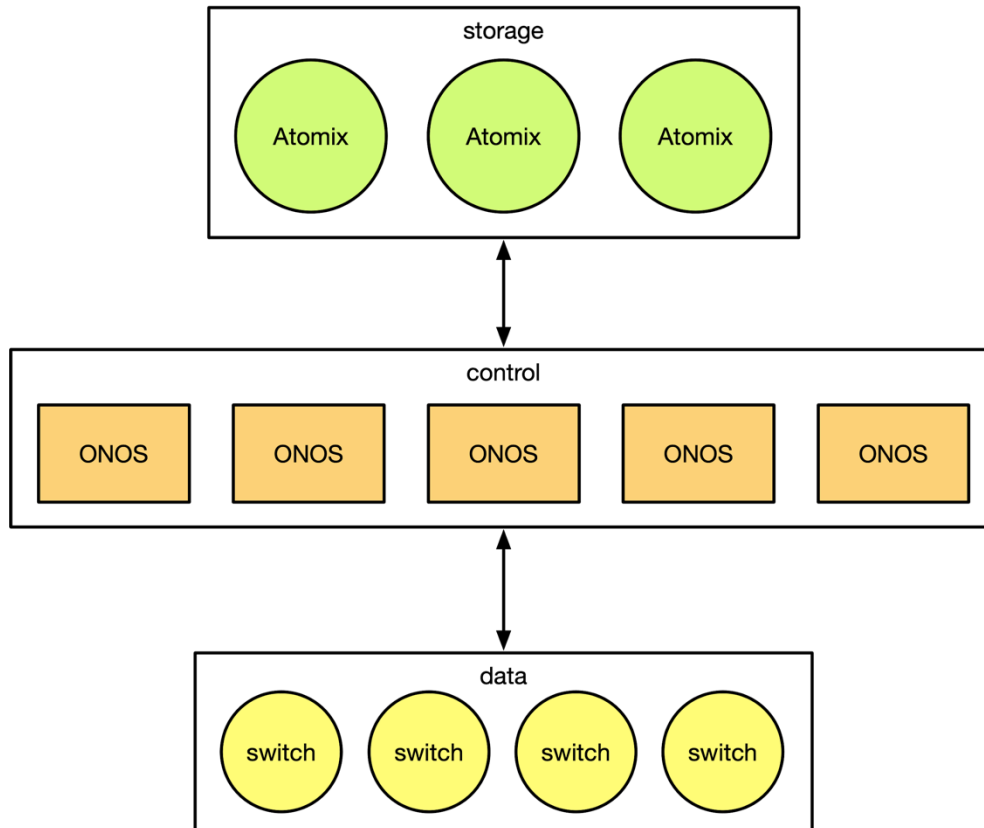 storage
Atomix Atomix Atomix
control
ONOS ONOS ONOS ONOS ONOS
data
switch switch switch switch